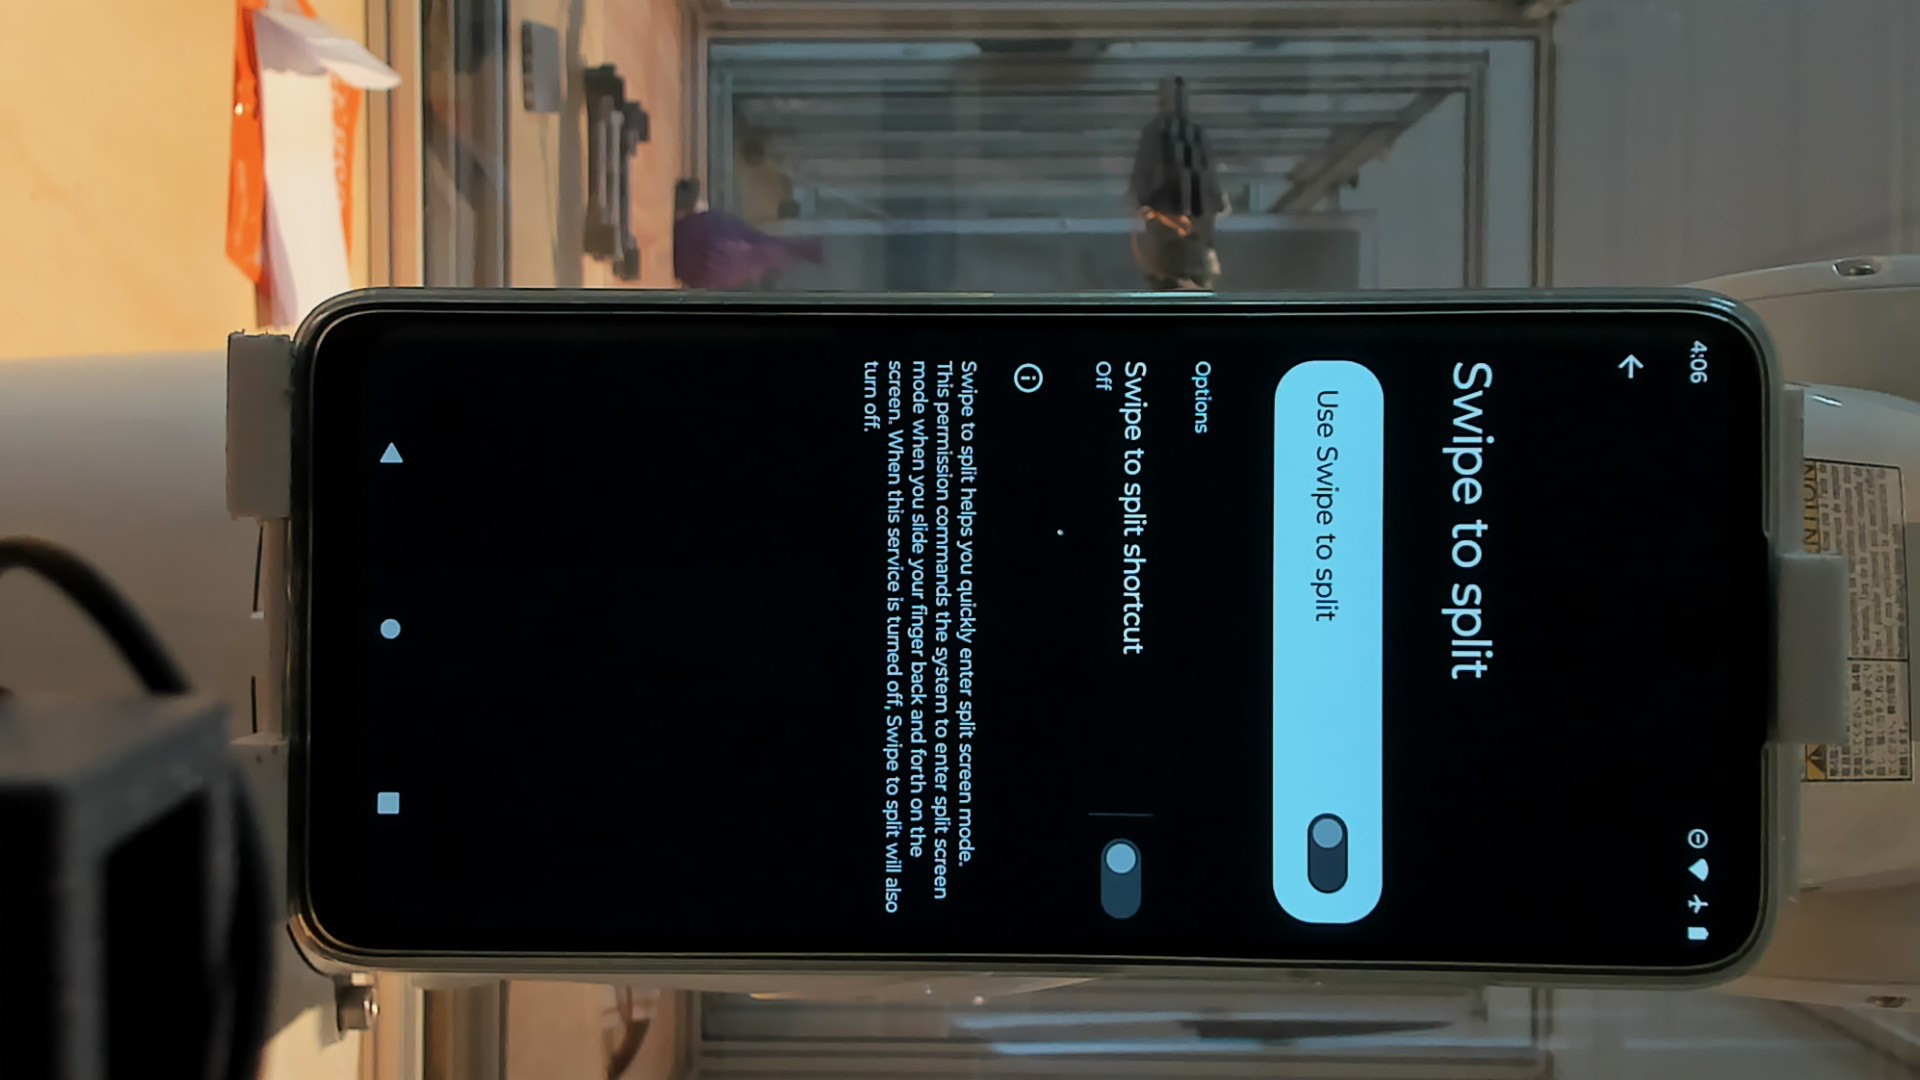 4:06
Swipe to split
Use Swipe to split
Options
Swipe to split shortcut
Off
Swipe to split helps you quickly enter split screen mode.
This permission commands the system to enter split screen
mode when you slide your finger back and forth on the
screen. When this service is turned off, Swipe to split will also
turn off.